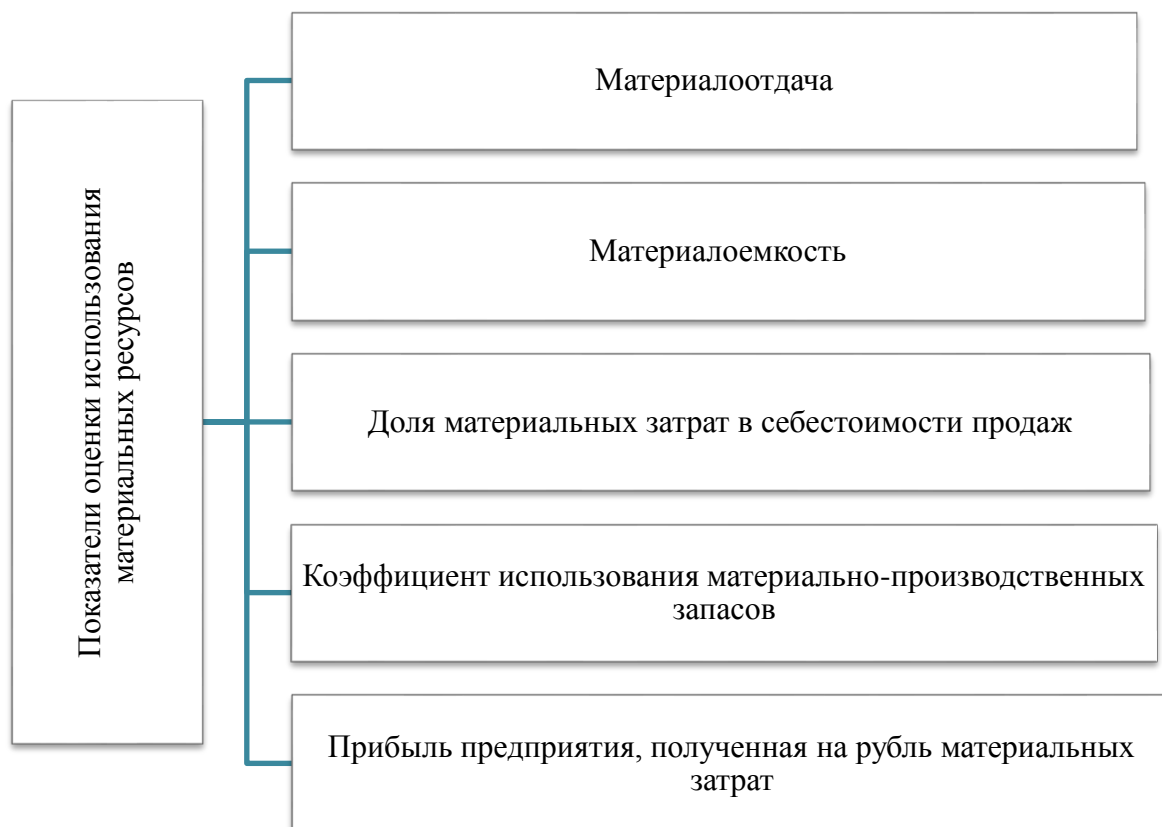 Показатели оценки использования
материальных ресурсов
Материалоотдача
Материалоемкость
Доля материальных затрат в себестоимости продаж
Коэффициент использования материально-производственных
запасов
Прибыль предприятия, полученная на рубль материальных
затрат